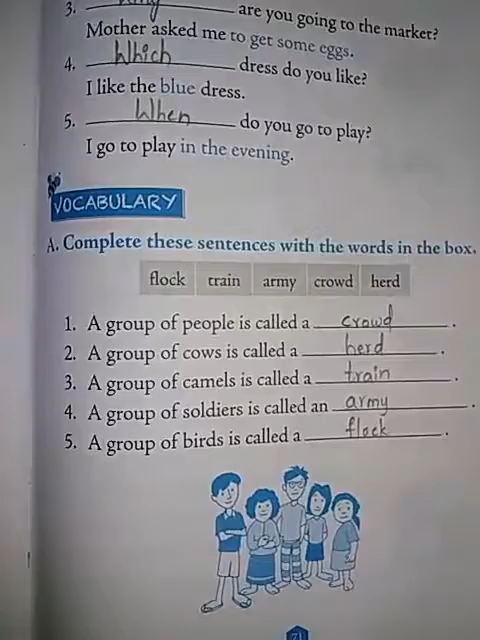 3. Why are you going to the market?
Mother asked me to get some eggs.
4. Which dress do you like?
I like the blue dress.
5. When do you go to play?
I go to play in the evening.
VOCABULARY
A. Complete these sentences with the words in the box.
flock train army crowd herd
1. A group of people is called a crowd.
2. A group of cows is called a herd.
3. A group of camels is called a train.
4. A group of soldiers is called an army.
5. A group of birds is called a flock.
71